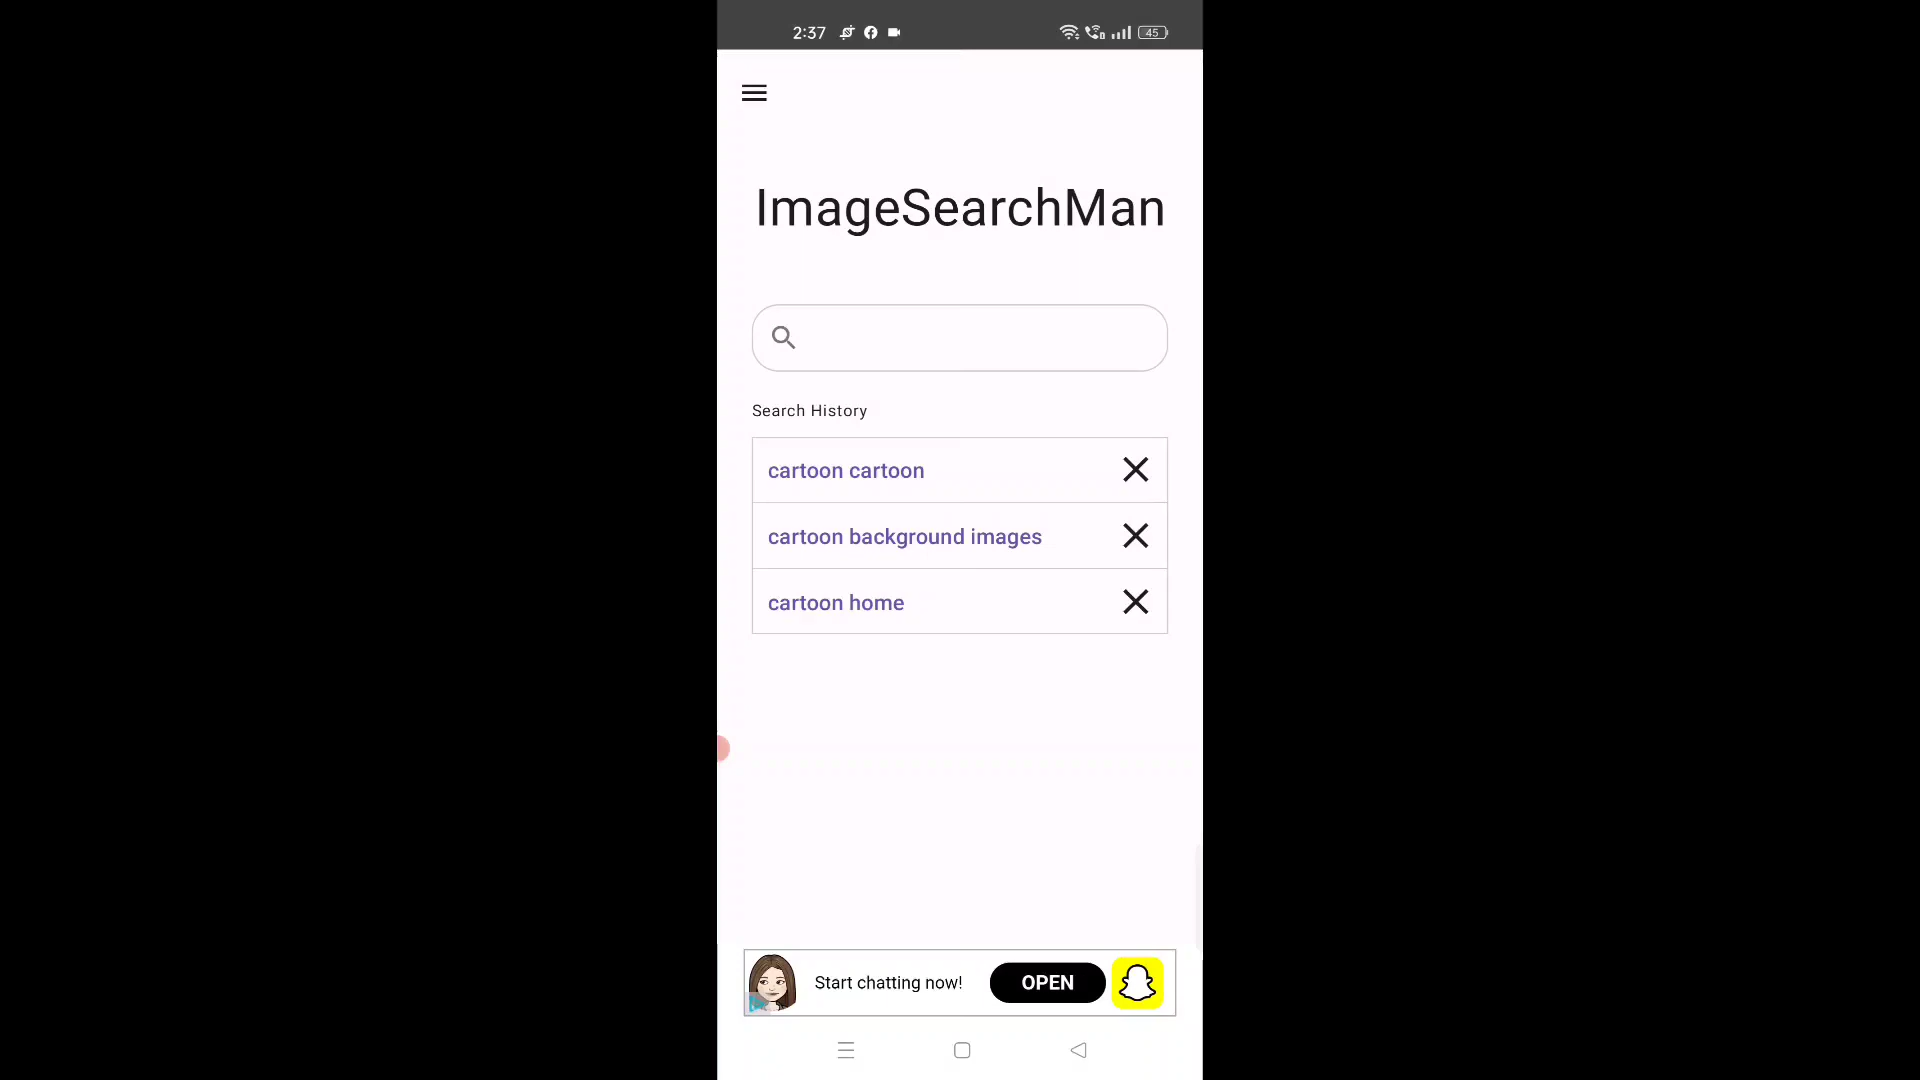 2:37
45
ImageSearchMan
Search History
cartoon cartoon
cartoon background images
cartoon home
Start chatting now!
OPEN